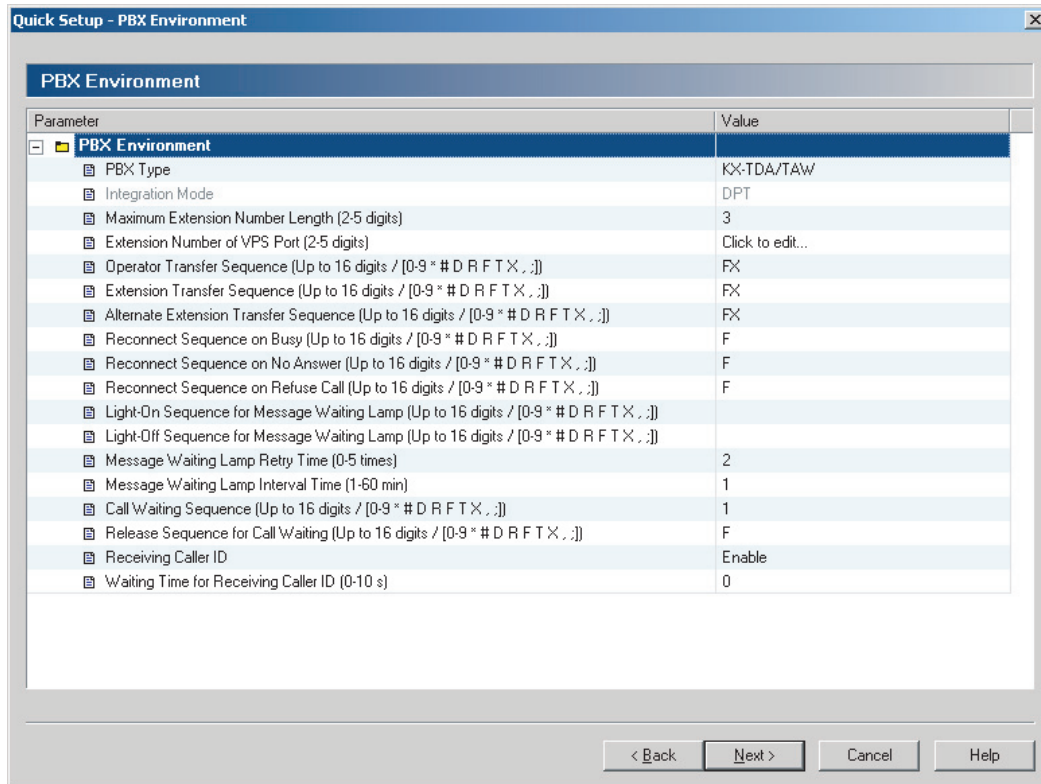 Quick Setup - PBX Environment
PBX Environment
Parameter Value
PBX Environment
PBX Type KX-TDA/TAW
Integration Mode DPT
Maximum Extension Number Length (2-5 digits) 3
Extension Number of VPS Port (2-5 digits) Click to edit...
Operator Transfer Sequence (Up to 16 digits / [0-9 * # D R F T X , ;]) FX
Extension Transfer Sequence (Up to 16 digits / [0-9 * # D R F T X , ;]) FX
Alternate Extension Transfer Sequence (Up to 16 digits / [0-9 * # D R F T X , ;]) FX
Reconnect Sequence on Busy (Up to 16 digits / [0-9 * # D R F T X , ;]) F
Reconnect Sequence on No Answer (Up to 16 digits / [0-9 * # D R F T X , ;]) F
Reconnect Sequence on Refuse Call (Up to 16 digits / [0-9 * # D R F T X , ;]) F
Light-On Sequence for Message Waiting Lamp (Up to 16 digits / [0-9 * # D R F T X , ;])
Light-Off Sequence for Message Waiting Lamp (Up to 16 digits / [0-9 * # D R F T X , ;])
Message Waiting Lamp Retry Time (0-5 times) 2
Message Waiting Lamp Interval Time (1-60 min) 1
Call Waiting Sequence (Up to 16 digits / [0-9 * # D R F T X , ;]) 1
Release Sequence for Call Waiting (Up to 16 digits / [0-9 * # D R F T X , ;]) F
Receiving Caller ID Enable
Waiting Time for Receiving Caller ID (0-10 s) 0
< Back Next > Cancel Help